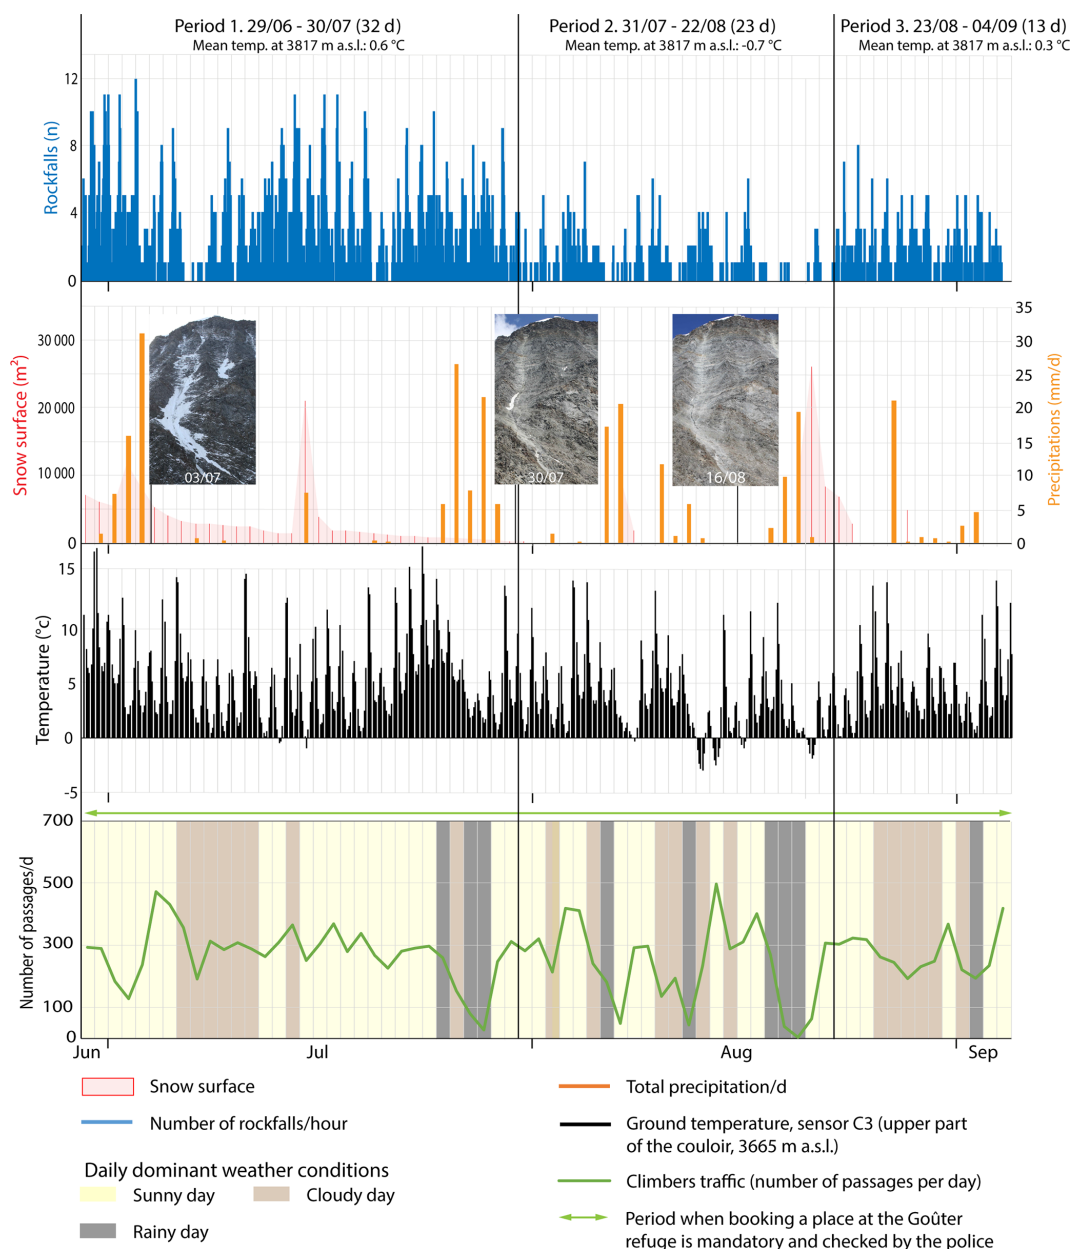 Period 1. 29/06 - 30/07 (32 d)
Mean temp. at 3817 m a.s.l.: 0.6 °C
Period 2. 31/07 - 22/08 (23 d)
Mean temp. at 3817 m a.s.l.: -0.7 °C
Period 3. 23/08 - 04/09 (13 d)
Mean temp. at 3817 m a.s.l.: 0.3 °C
Rockfalls (n)
12
8
4
0
Snow surface (m²)
30 000
20 000
10 000
0
03/07
30/07
16/08
35
30
25
20
15
10
5
0
Precipitations (mm/d)
Temperature (°c)
15
10
5
0
-5
Number of passages/d
700
500
300
100
0
Jun
Jul
Aug
Sep
Snow surface
Number of rockfalls/hour
Daily dominant weather conditions
Sunny day
Cloudy day
Rainy day
Total precipitation/d
Ground temperature, sensor C3 (upper part
of the couloir, 3665 m a.s.l.)
Climbers traffic (number of passages per day)
Period when booking a place at the Goûter
refuge is mandatory and checked by the police